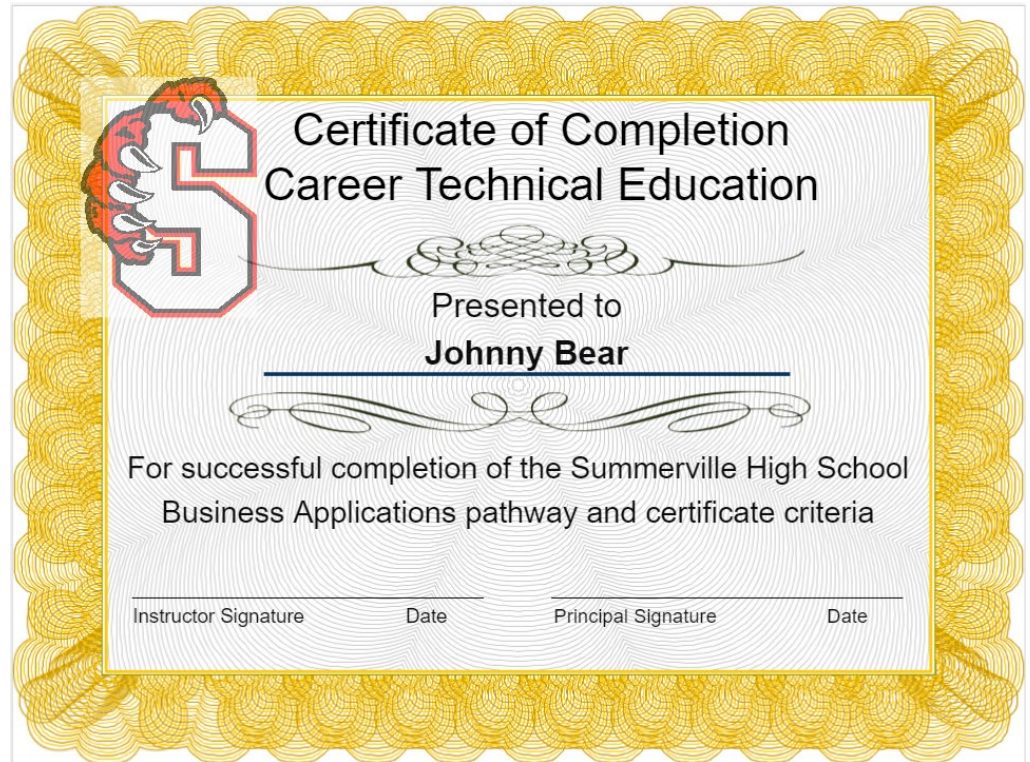 S
Certificate of Completion
Career Technical Education
Presented to
Johnny Bear
For successful completion of the Summerville High School
Business Applications pathway and certificate criteria
Instructor Signature Date Principal Signature Date